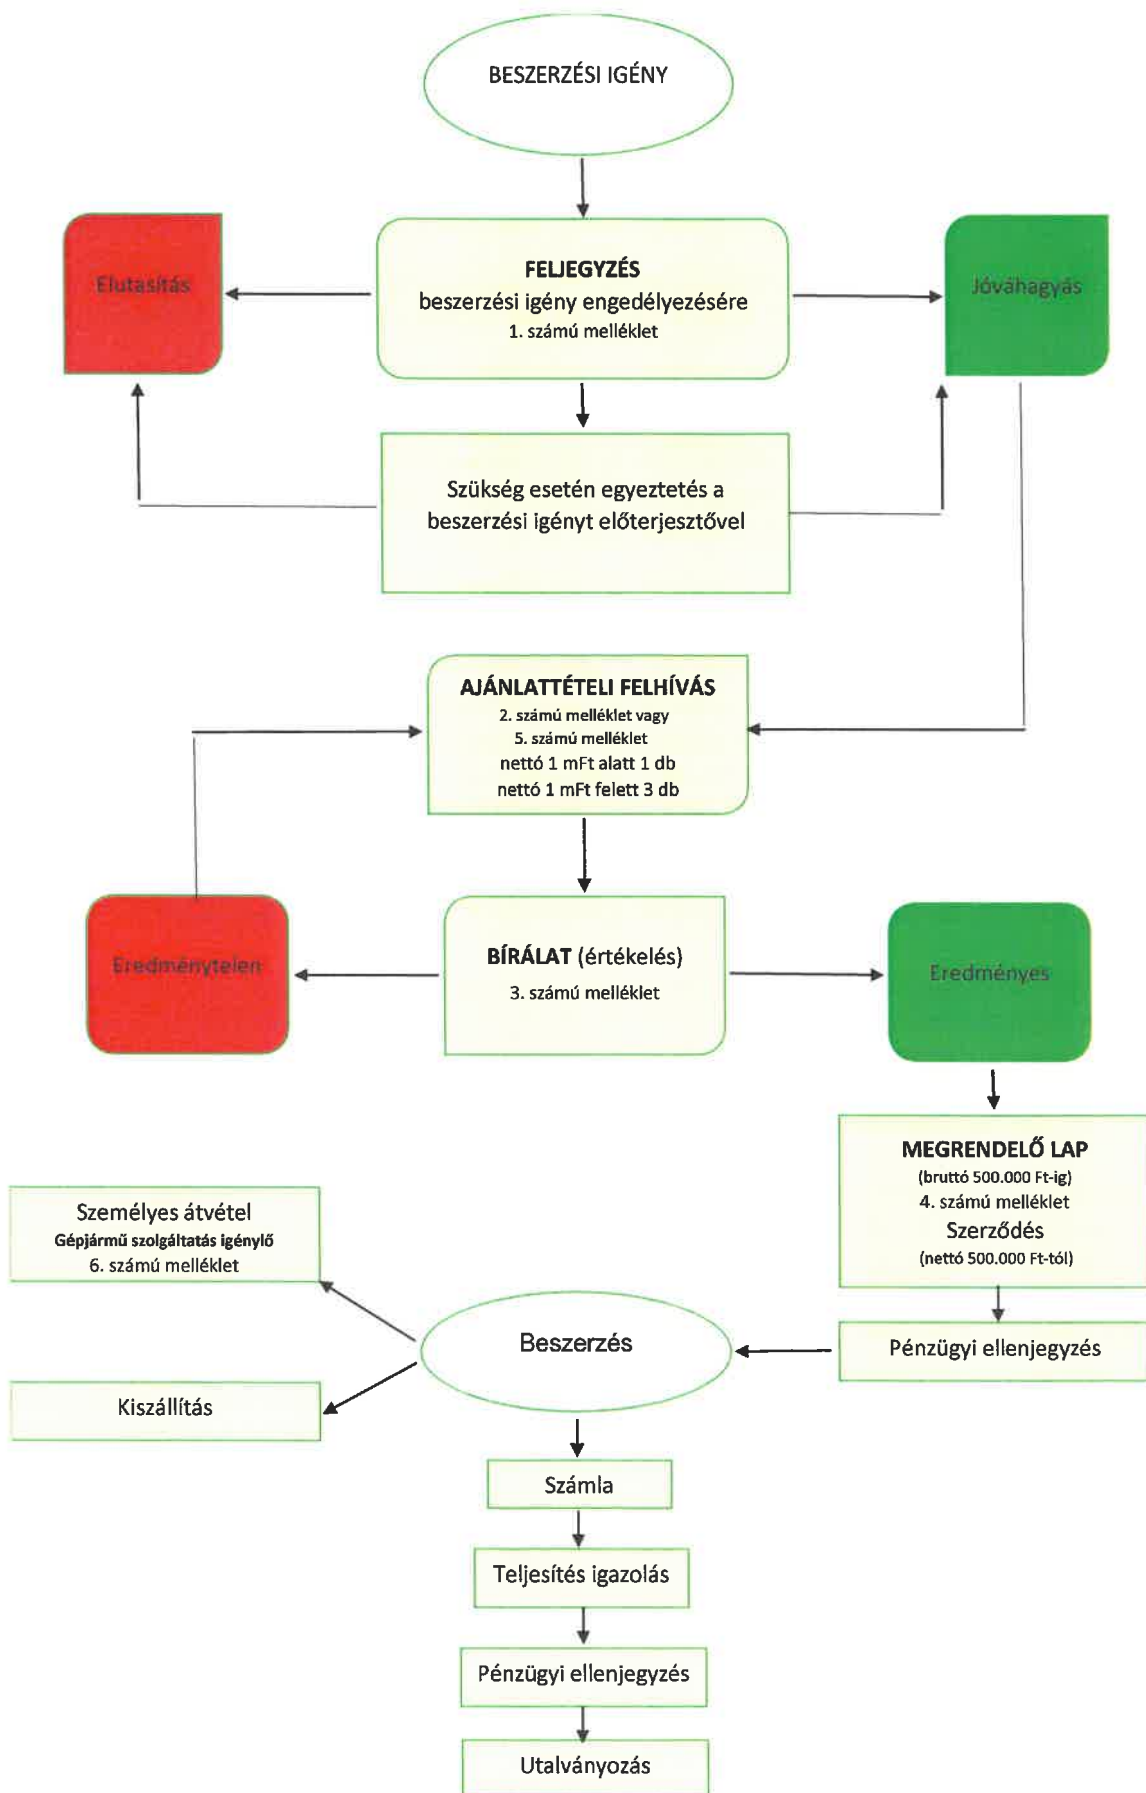 BESZERZÉSI IGÉNY
Elutasítás
FELJEGYZÉS
beszerzési igény engedélyezésére
1. számú melléklet
Jóváhagyás
Szükség esetén egyeztetés a
beszerzési igényt előterjesztővel
AJÁNLATTÉTELI FELHÍVÁS
2. számú melléklet vagy
5. számú melléklet
nettó 1 mFt alatt 1 db
nettó 1 mFt felett 3 db
Eredménytelen
BÍRÁLAT (értékelés)
3. számú melléklet
Eredményes
MEGRENDELŐ LAP
(bruttó 500.000 Ft-ig)
4. számú melléklet
Szerződés
(nettó 500.000 Ft-tól)
Személyes átvétel
Gépjármű szolgáltatás igénylő
6. számú melléklet
Beszerzés
Pénzügyi ellenjegyzés
Kiszállítás
Számla
Teljesítés igazolás
Pénzügyi ellenjegyzés
Utalványozás